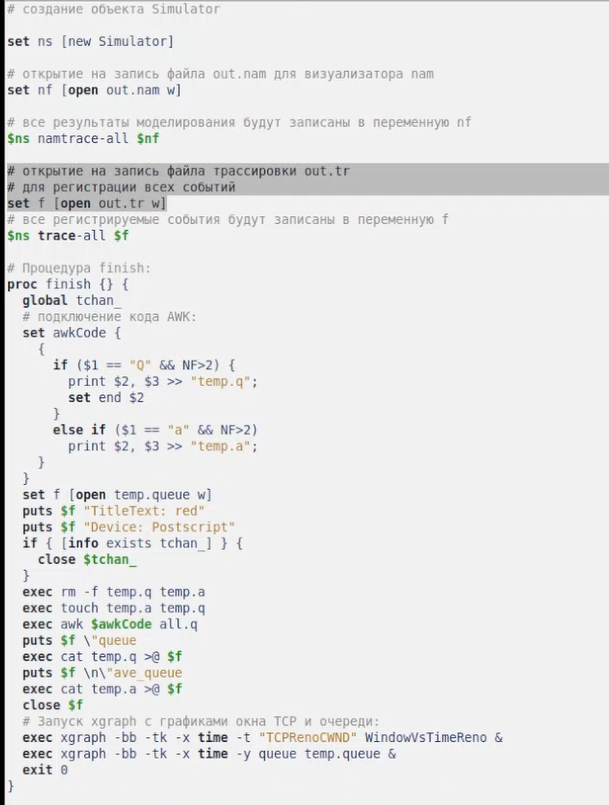 # создание объекта Simulator
set ns [new Simulator]
# открытие на запись файла out.nam для визуализатора nam
set nf [open out.nam w]
# все результаты моделирования будут записаны в переменную nf
$ns namtrace-all $nf
# открытие на запись файла трассировки out.tr
# для регистрации всех событий
set f [open out.tr w]
# все регистрируемые события будут записаны в переменную f
$ns trace-all $f
# Процедура finish:
proc finish {} {
  global tchan_
  # подключение кода AWK:
  set awkCode {
    {
      if ($1 == "Q" && NF>2) {
        print $2, $3 >> "temp.q";
        set end $2
      }
      else if ($1 == "a" && NF>2)
        print $2, $3 >> "temp.a";
    }
  }
  set f [open temp.queue w]
  puts $f "TitleText: red"
  puts $f "Device: Postscript"
  if { [info exists tchan_] } {
    close $tchan_
  }
  exec rm -f temp.q temp.a
  exec touch temp.a temp.q
  exec awk $awkCode all.q
  puts $f \"queue
  exec cat temp.q >@ $f
  puts $f \n\"ave_queue
  exec cat temp.a >@ $f
  close $f
  # Запуск xgraph с графиками окна TCP и очереди:
  exec xgraph -bb -tk -x time -t "TCPRenoCWND" WindowVsTimeReno &
  exec xgraph -bb -tk -x time -y queue temp.queue &
  exit 0
}